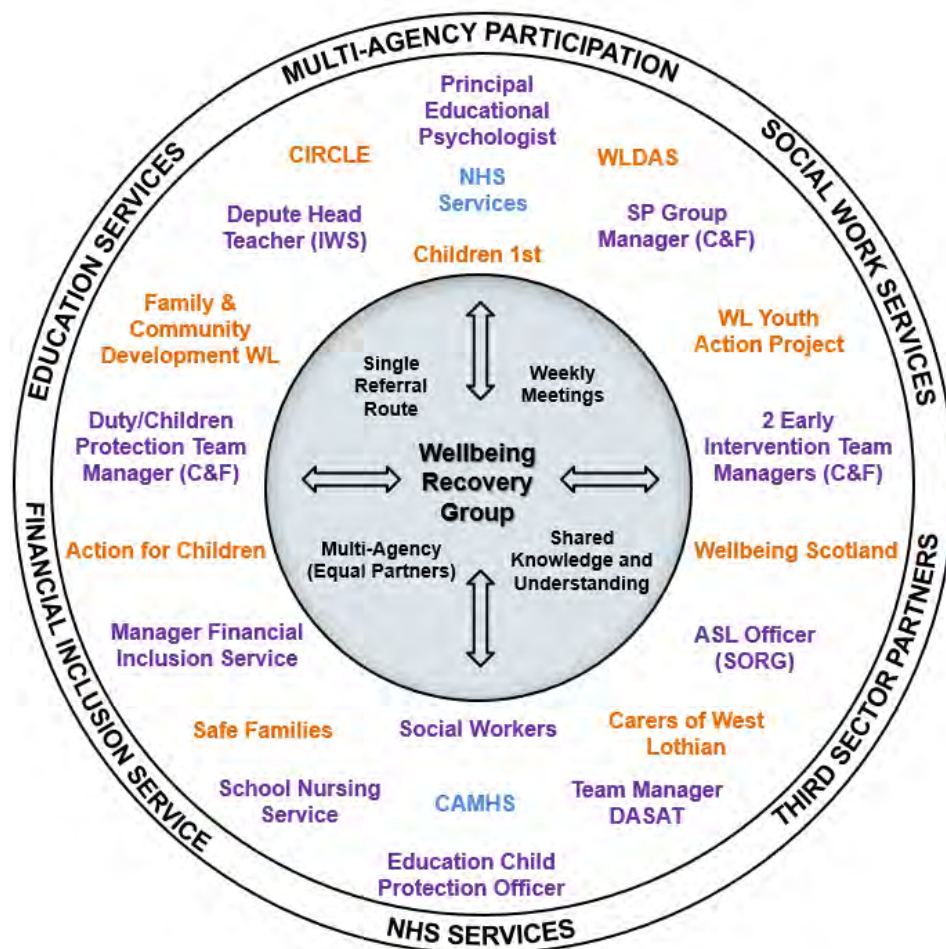 MULTI-AGENCY PARTICIPATION
SOCIAL WORK SERVICES
THIRD SECTOR PARTNERS
NHS SERVICES
FINANCIAL INCLUSION SERVICE
EDUCATION SERVICES
Principal
Educational
Psychologist
CIRCLE
WLDAS
NHS
Services
Depute Head
Teacher (IWS)
SP Group
Manager (C&F)
Children 1st
Family &
Community
Development WL
WL Youth
Action Project
Single
Referral
Route
Weekly
Meetings
Duty/Children
Protection Team
Manager (C&F)
Wellbeing
Recovery
Group
2 Early
Intervention Team
Managers (C&F)
Action for Children
Multi-Agency
(Equal Partners)
Shared
Knowledge and
Understanding
Wellbeing Scotland
Manager Financial
Inclusion Service
ASL Officer
(SORG)
Safe Families
Social Workers
Carers of West
Lothian
School Nursing
Service
CAMHS
Team Manager
DASAT
Education Child
Protection Officer